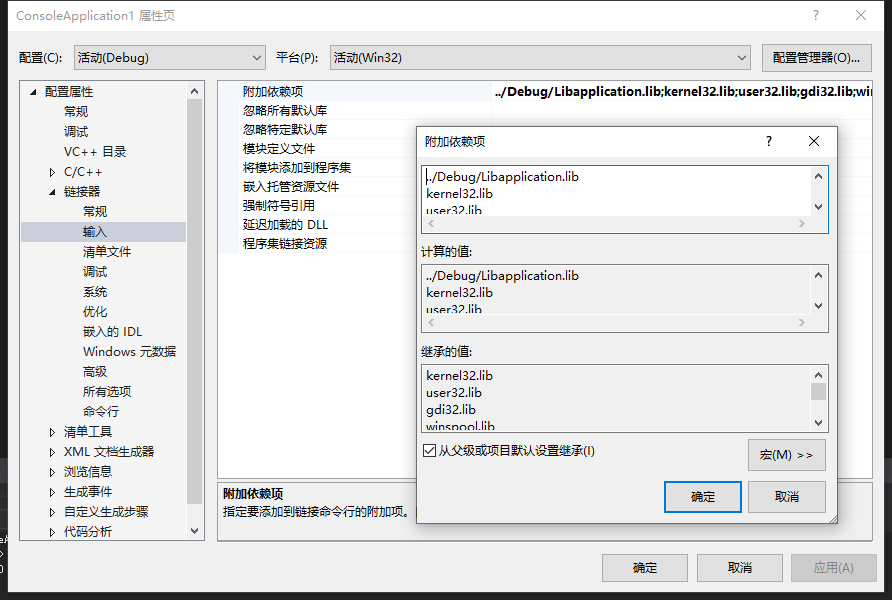 ConsoleApplication1 属性页
配置(C):
活动(Debug)
平台(P):
活动(Win32)
配置管理器(O)...
配置属性
常规
调试
VC++ 目录
C/C++
链接器
常规
输入
清单文件
调试
系统
优化
嵌入的 IDL
Windows 元数据
高级
所有选项
命令行
清单工具
XML 文档生成器
浏览信息
生成事件
自定义生成步骤
代码分析
附加依赖项
../Debug/Libapplication.lib;kernel32.lib;user32.lib;gdi32.lib;win
忽略所有默认库
忽略特定默认库
模块定义文件
将模块添加到程序集
嵌入托管资源文件
强制符号引用
延迟加载的 DLL
程序集链接资源
附加依赖项
指定要添加到链接命令行的附加项。
附加依赖项
../Debug/Libapplication.lib
kernel32.lib
user32.lib
计算的值:
../Debug/Libapplication.lib
kernel32.lib
user32.lib
继承的值:
kernel32.lib
user32.lib
gdi32.lib
winspool.lib
从父级或项目默认设置继承(I)
宏(M) >>
确定
取消
确定
取消
应用(A)